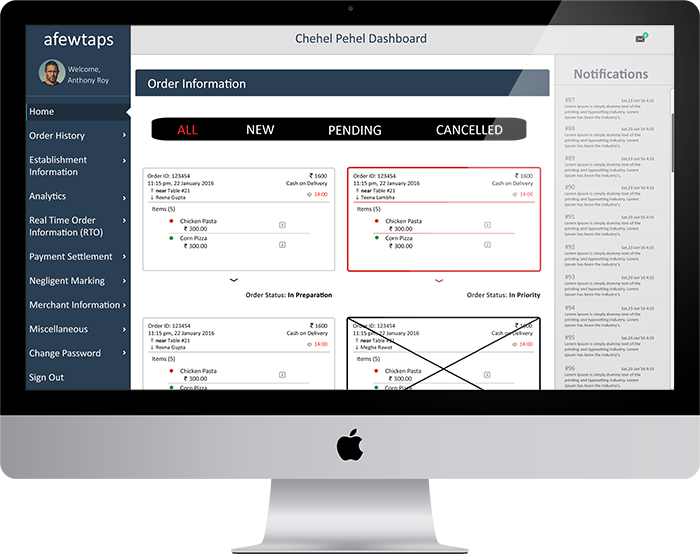 afewtaps
Welcome,
Anthony Roy
Home
Order History
Establishment
Information
Analytics
Real Time Order
Information (RTO)
Payment Settlement
Negligent Marking
Merchant Information
Miscellaneous
Change Password
Sign Out
Chehel Pehel Dashboard
Order Information
ALL NEW PENDING CANCELLED
Order ID: 123454 ₹ 1600
11:15 pm, 22 January 2016 Cash on Delivery
near Table #21 14:00
Reena Gupta
Items (5)
Chicken Pasta 2
₹ 300.00
Corn Pizza 2
₹ 300.00
Order Status: In Preparation
Order ID: 123454 ₹ 1600
11:15 pm, 22 January 2016 Cash on Delivery
near Table #21 14:00
Teena Lambha
Items (5)
Chicken Pasta
₹ 300.00
Corn Pizza
₹ 300.00
Order Status: In Priority
Order ID: 123454 ₹ 1600
11:15 pm, 22 January 2016 Cash on Delivery
near Table #21 14:00
Reena Gupta
Items (5)
Chicken Pasta
₹ 300.00
Corn Pizza
Order ID: 123454 ₹ 1600
11:15 pm, 22 January 2016 Cash on Delivery
near Table #21 14:00
Megha Rawat
Items (5)
Chicken Pasta
₹ 300.00
Corn Pizza
Notifications
#87 Sat,23 Jan'16 4:15
Lorem Ipsum is simply dummy text of the
printing and typesetting industry. Lorem
Ipsum has been the industry's.
#88 Sat,23 Jan'16 4:15
Lorem Ipsum is simply dummy text of the
printing and typesetting industry. Lorem
Ipsum has been the industry's.
#89 Sat,23 Jan'16 4:15
Lorem Ipsum is simply dummy text of the
printing and typesetting industry. Lorem
Ipsum has been the industry's.
#90 Sat,23 Jan'16 4:15
Lorem Ipsum is simply dummy text of the
printing and typesetting industry. Lorem
Ipsum has been the industry's.
#91 Sat,23 Jan'16 4:15
Lorem Ipsum is simply dummy text of the
printing and typesetting industry. Lorem
Ipsum has been the industry's.
#92 Sat,23 Jan'16 4:15
Lorem Ipsum is simply dummy text of the
printing and typesetting industry. Lorem
Ipsum has been the industry's.
#93 Sat,23 Jan'16 4:15
Lorem Ipsum is simply dummy text of the
printing and typesetting industry. Lorem
Ipsum has been the industry's.
#94 Sat,23 Jan'16 4:15
Lorem Ipsum is simply dummy text of the
printing and typesetting industry. Lorem
Ipsum has been the industry's.
#95 Sat,23 Jan'16 4:15
Lorem Ipsum is simply dummy text of the
printing and typesetting industry. Lorem
Ipsum has been the industry's.
#96 Sat,23 Jan'16 4:15
Lorem Ipsum is simply dummy text of the
printing and typesetting industry. Lorem